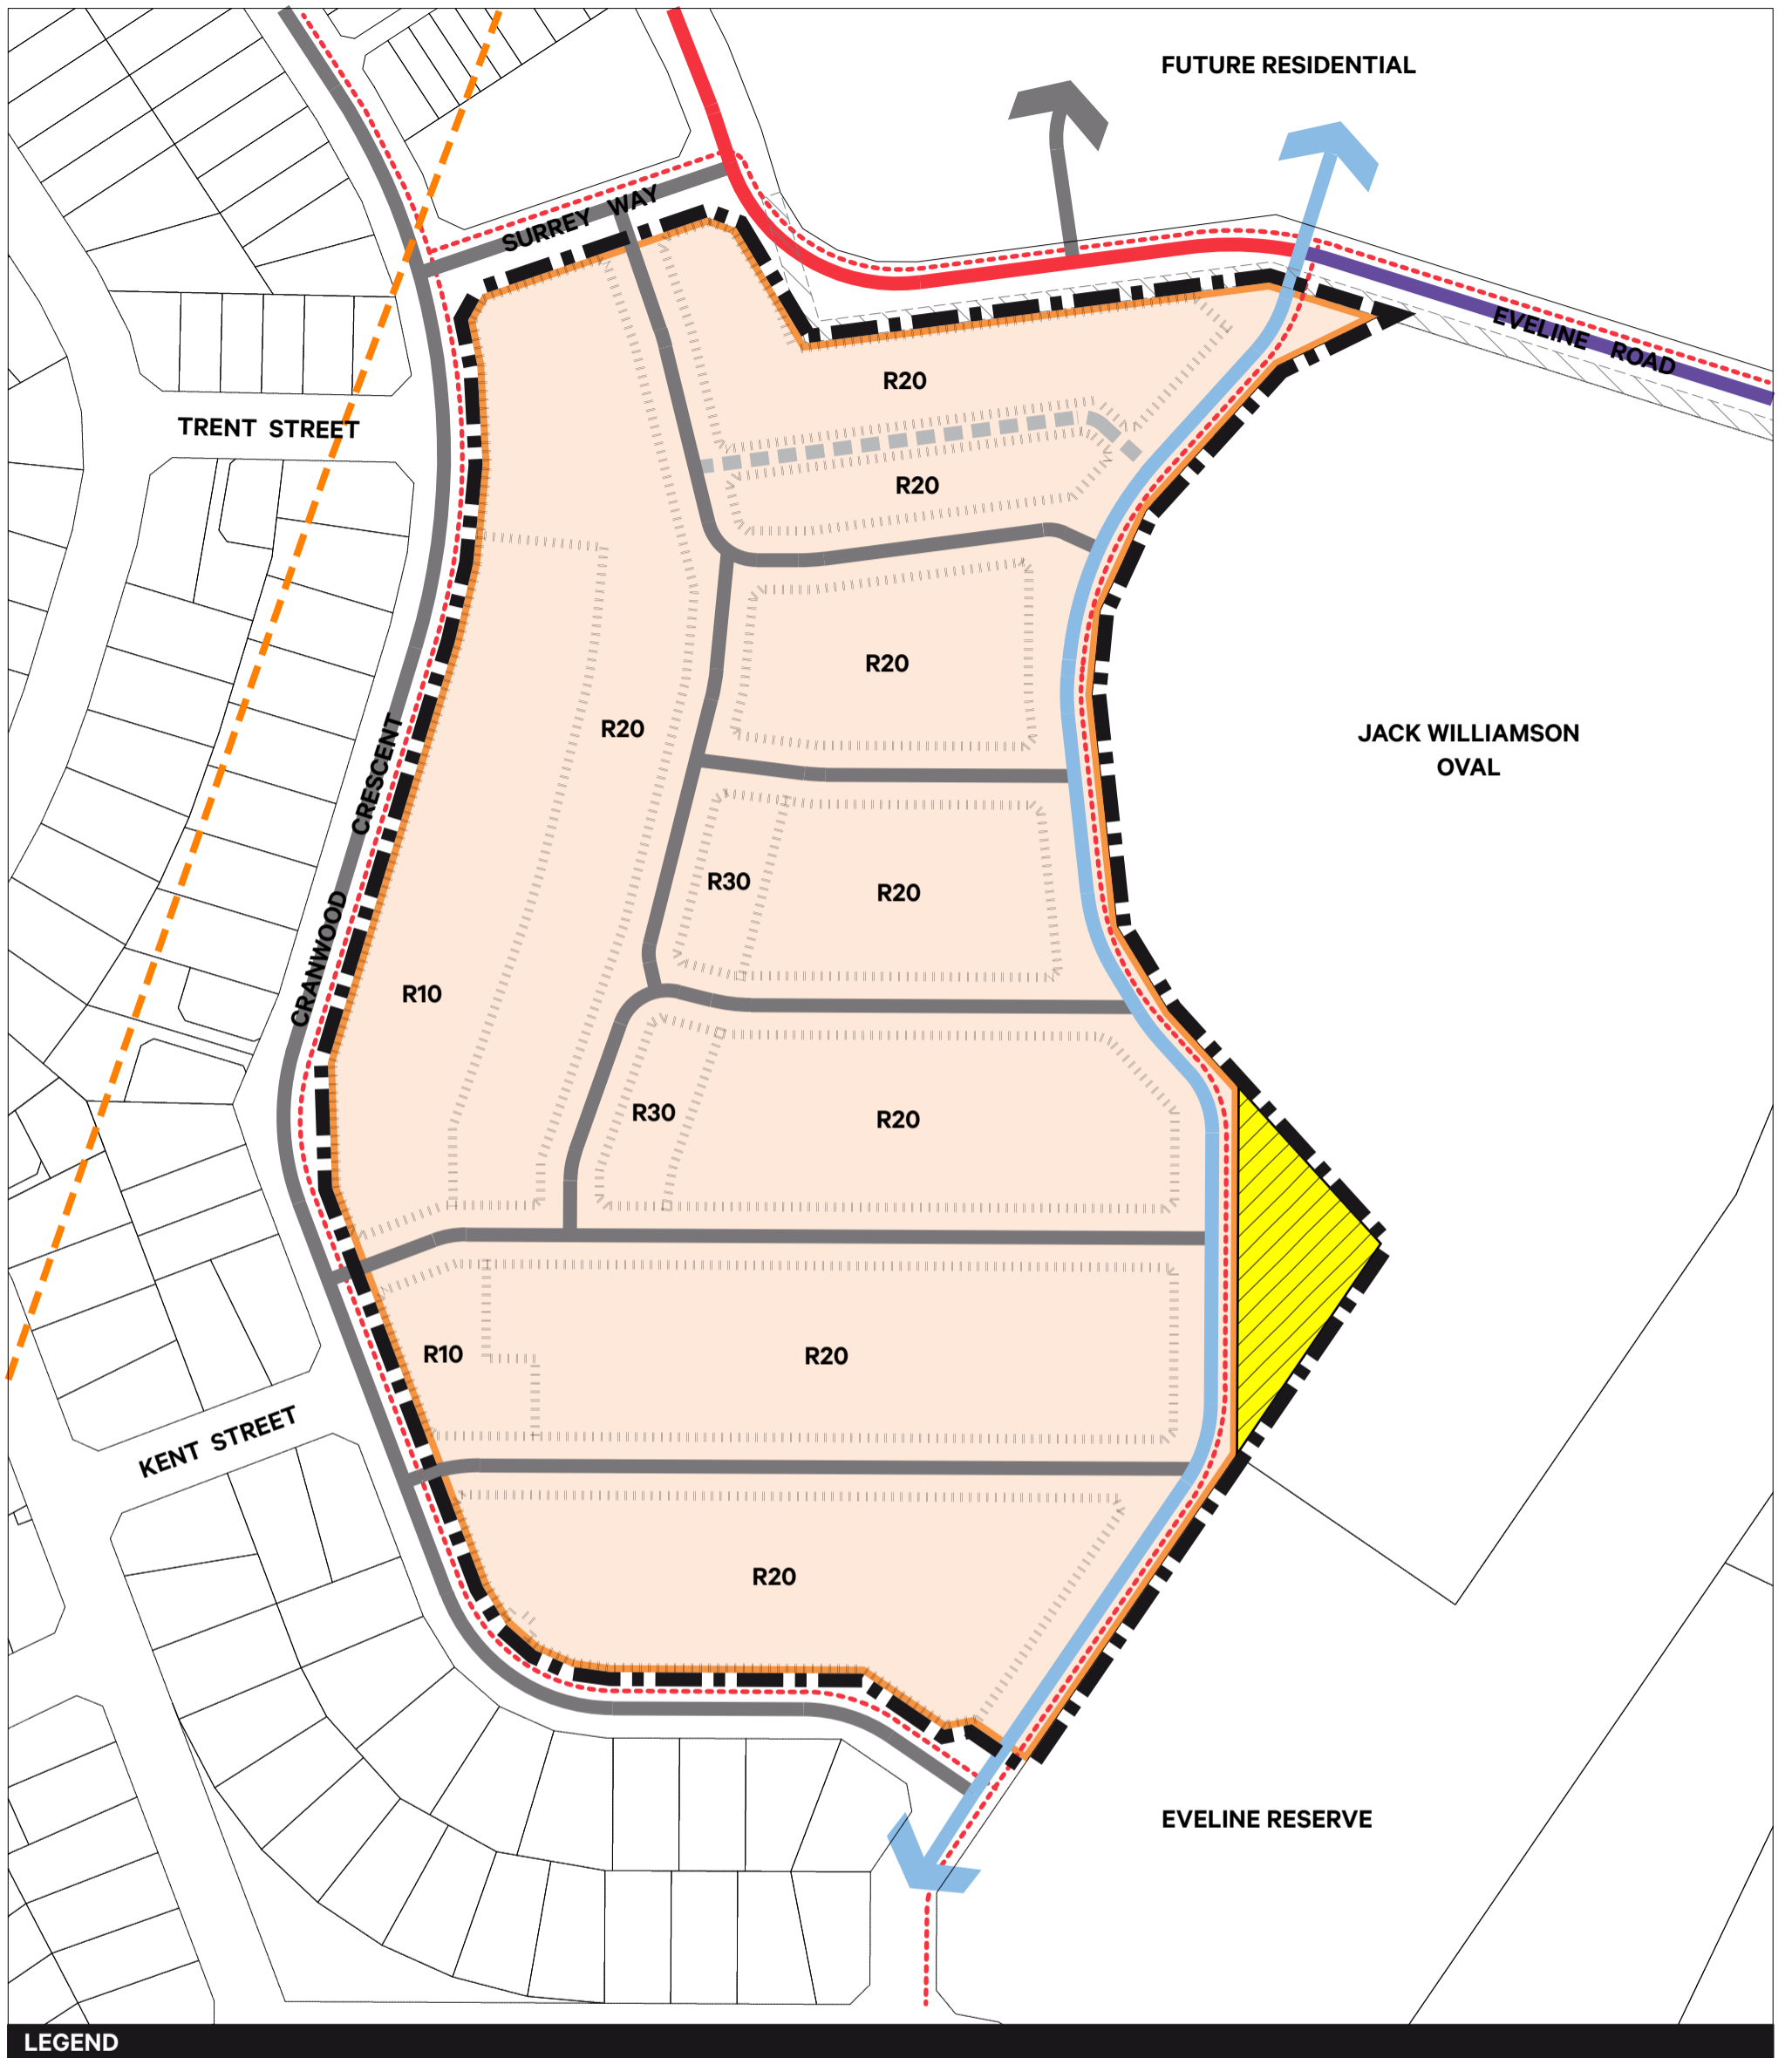 FUTURE RESIDENTIAL
SURREY WAY
EVELINE ROAD
R20
TRENT STREET
R20
R20
R20
JACK WILLIAMSON
OVAL
CRANWOOD CRESCENT
R30
R20
R10
R30
R20
R10
R20
KENT STREET
R20
EVELINE RESERVE
LEGEND